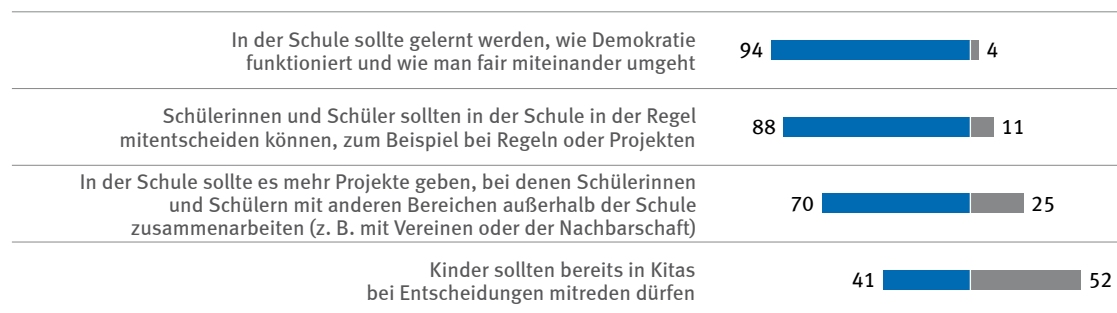 In der Schule sollte gelernt werden, wie Demokratie
funktioniert und wie man fair miteinander umgeht
94 4
Schülerinnen und Schüler sollten in der Schule in der Regel
mitentscheiden können, zum Beispiel bei Regeln oder Projekten
88 11
In der Schule sollte es mehr Projekte geben, bei denen Schülerinnen
und Schülern mit anderen Bereichen außerhalb der Schule
zusammenarbeiten (z. B. mit Vereinen oder der Nachbarschaft)
70 25
Kinder sollten bereits in Kitas
bei Entscheidungen mitreden dürfen
41 52